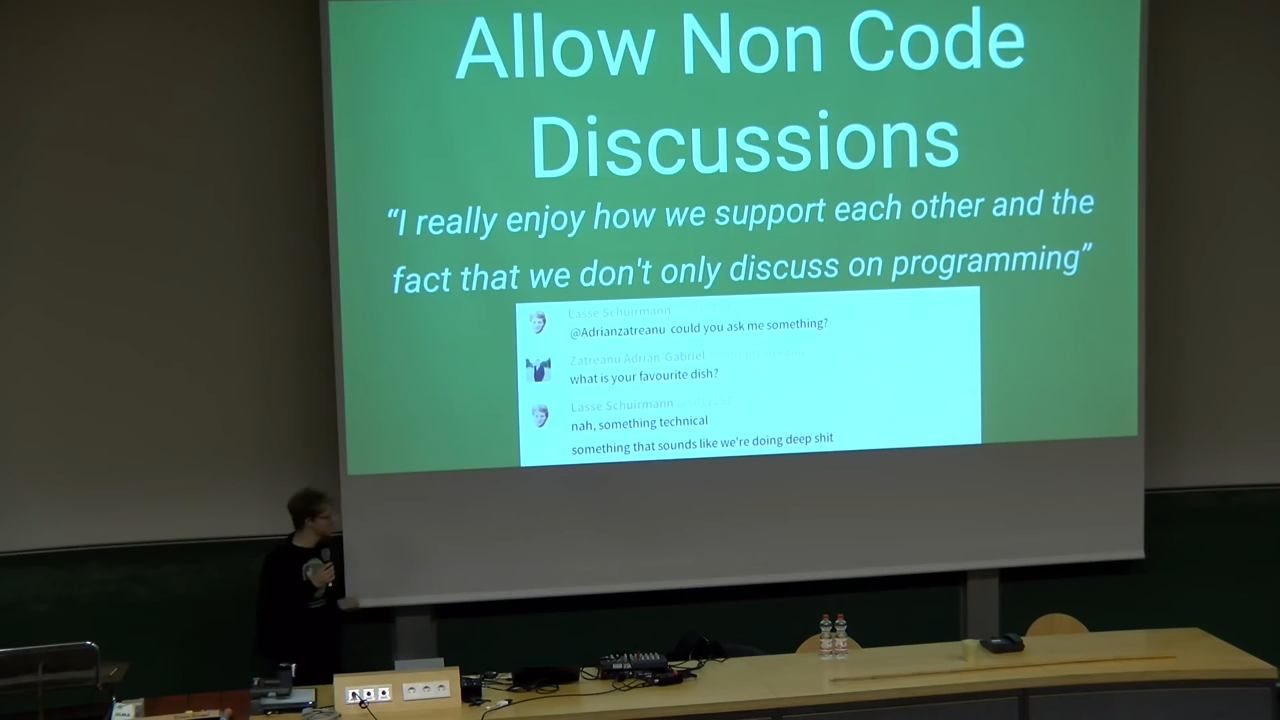 Allow Non Code
Discussions
“I really enjoy how we support each other and the
fact that we don't only discuss on programming”
Lasse Schuirmann
@Adrianzatreanu could you ask me something?
Zatreanu Adrian-Gabriel
what is your favourite dish?
Lasse Schuirmann
nah, something technical
something that sounds like we're doing deep shit